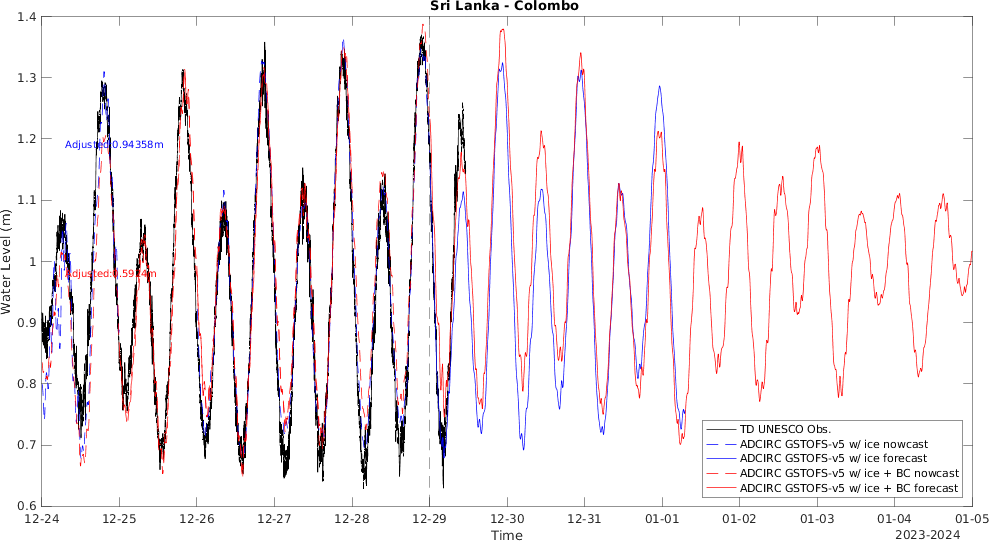 Sri Lanka - Colombo
1.4
1.3
1.2
1.1
1
0.9
0.8
0.7
0.6
Water Level (m)
Adjusted:0.94358m
12-24
12-25
12-26
12-27
12-28
12-29
12-30
12-31
01-01
01-02
01-03
01-04
01-05
Time
2023-2024
TD UNESCO Obs.
ADCIRC GSTOFS-v5 w/ ice nowcast
ADCIRC GSTOFS-v5 w/ ice forecast
ADCIRC GSTOFS-v5 w/ ice + BC nowcast
ADCIRC GSTOFS-v5 w/ ice + BC forecast